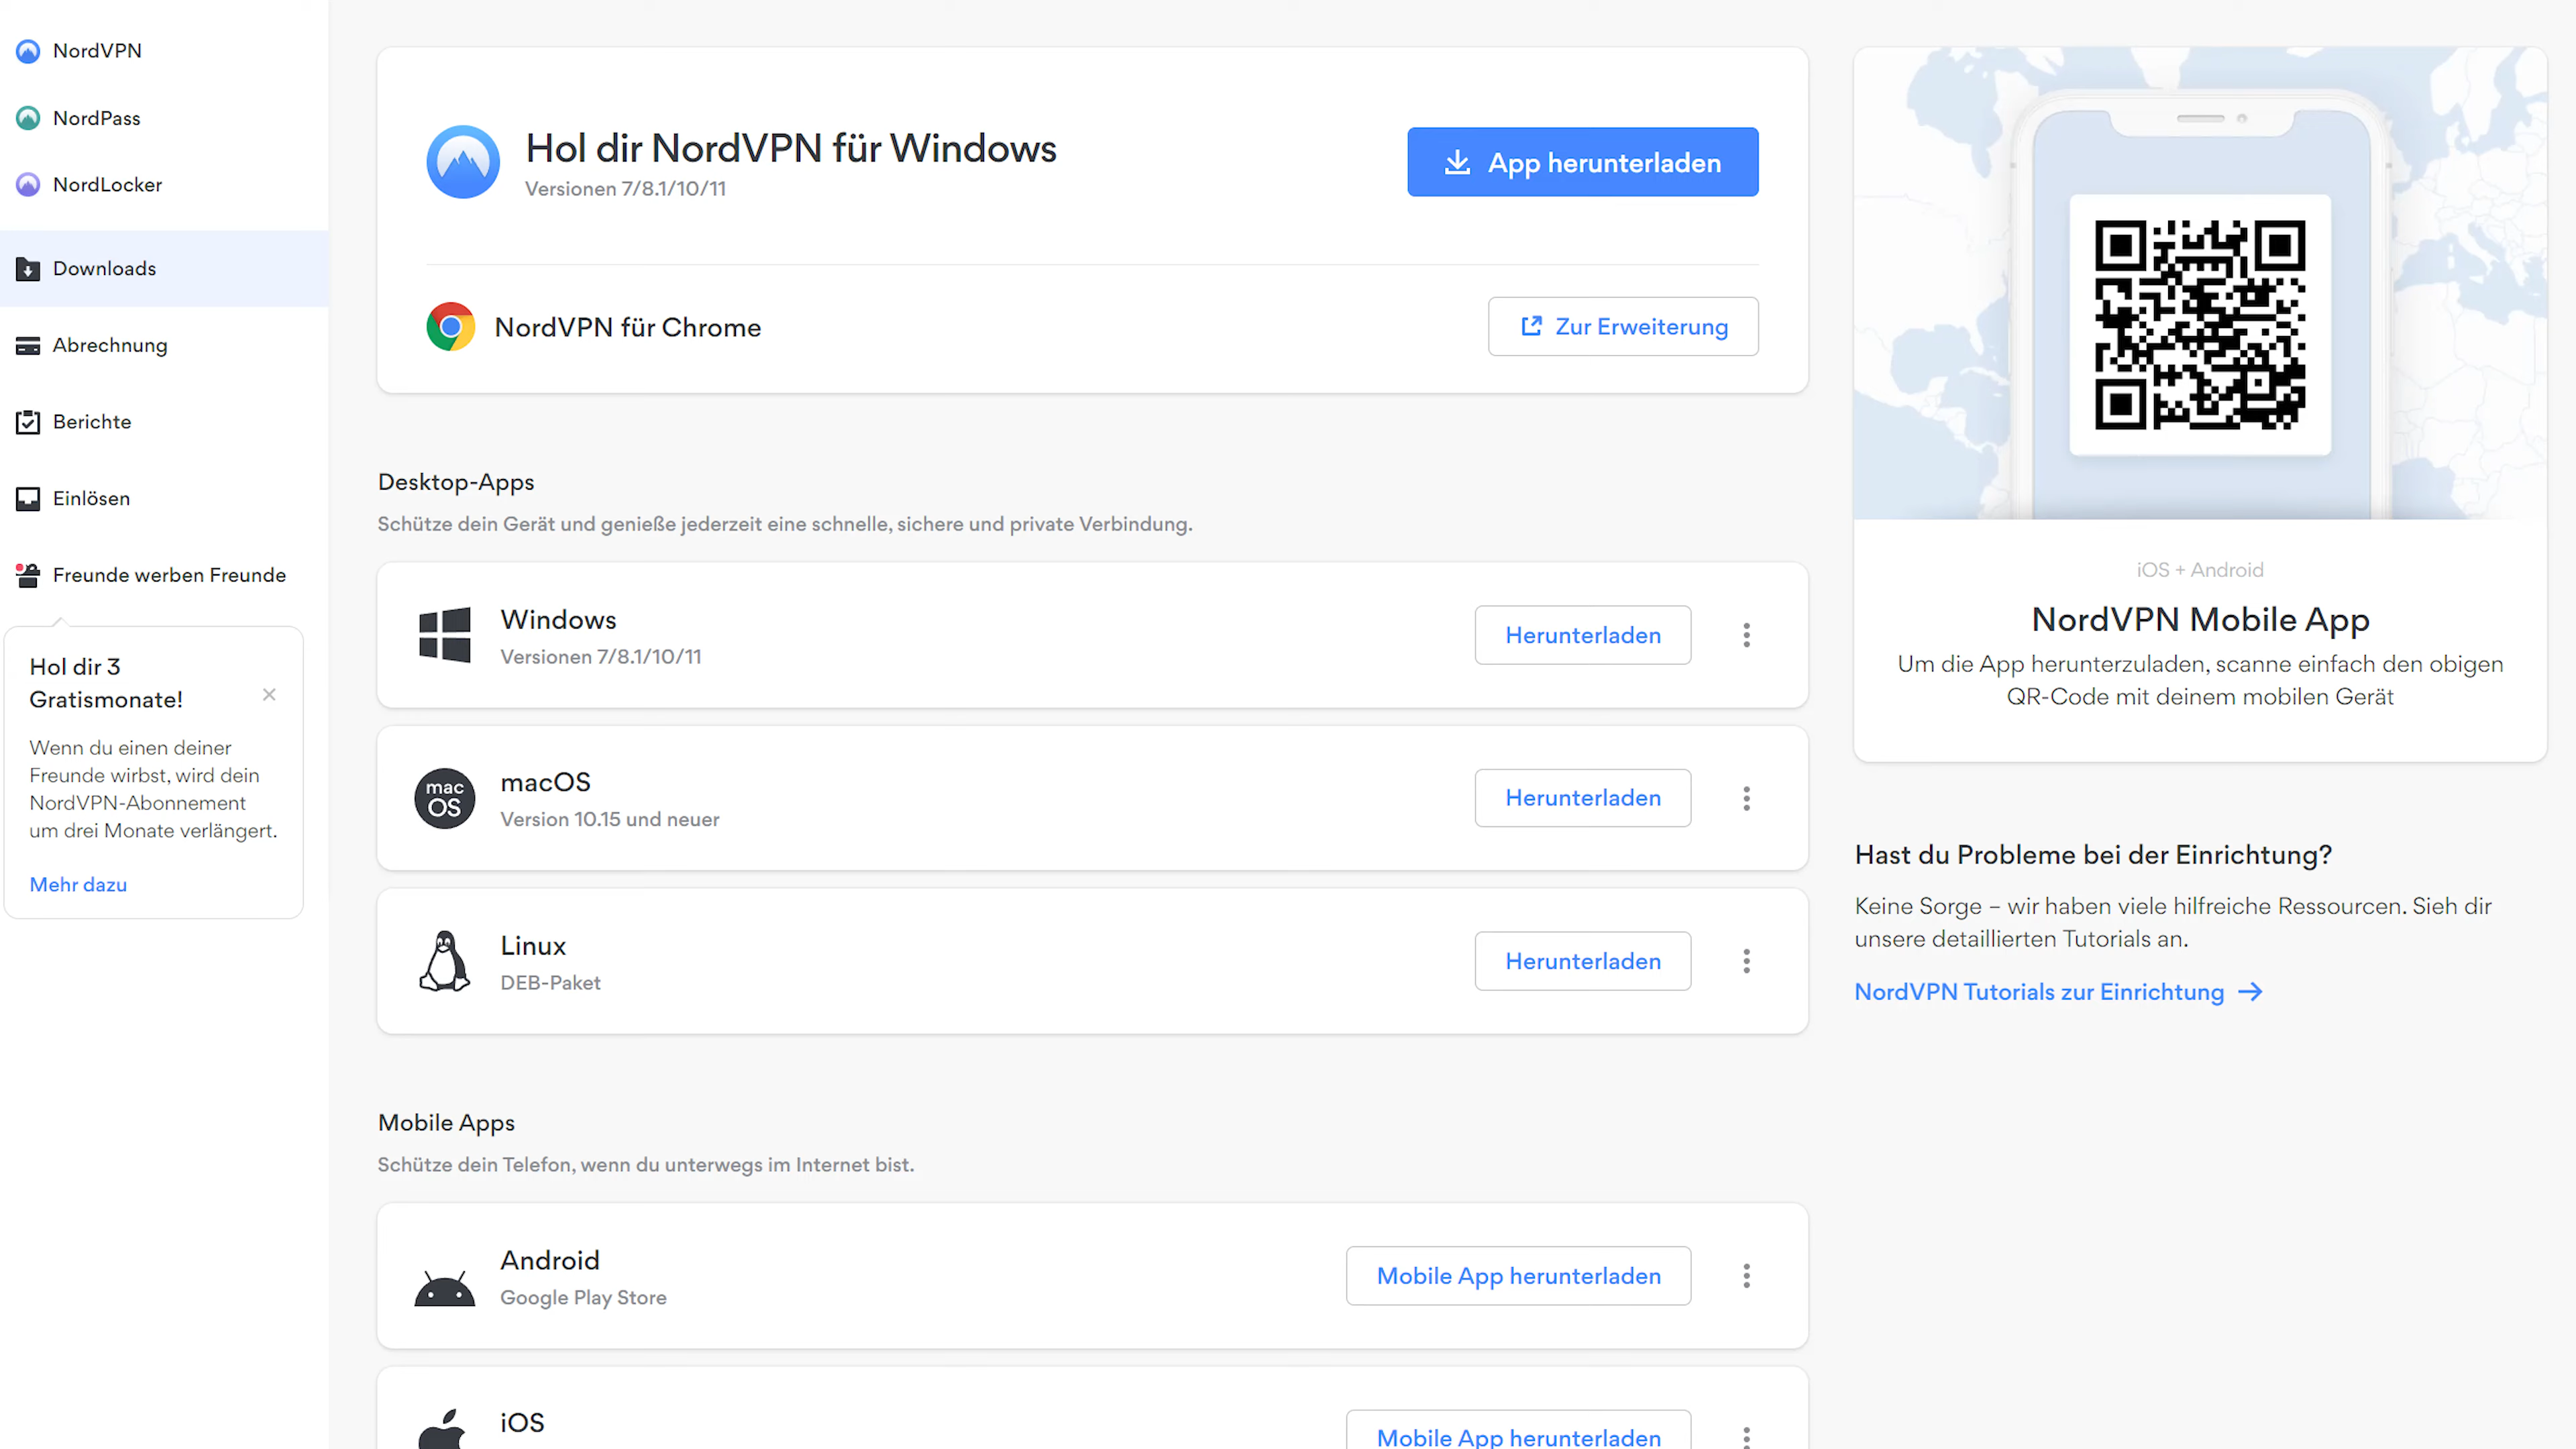 NordVPN
NordPass
NordLocker
Downloads
Abrechnung
Berichte
Einlösen
Freunde werben Freunde
Hol dir 3
Gratismonate!
Wenn du einen deiner
Freunde wirbst, wird dein
NordVPN-Abonnement
um drei Monate verlängert.
Mehr dazu
Hol dir NordVPN für Windows
Versionen 7/8.1/10/11
App herunterladen
NordVPN für Chrome
Zur Erweiterung
Desktop-Apps
Schütze dein Gerät und genieße jederzeit eine schnelle, sichere und private Verbindung.
Windows
Versionen 7/8.1/10/11
Herunterladen
mac
OS
macOS
Version 10.15 und neuer
Herunterladen
Linux
DEB-Paket
Herunterladen
Mobile Apps
Schütze dein Telefon, wenn du unterwegs im Internet bist.
Android
Google Play Store
Mobile App herunterladen
iOS
Mobile App herunterladen
iOS + Android
NordVPN Mobile App
Um die App herunterzuladen, scanne einfach den obigen
QR-Code mit deinem mobilen Gerät
Hast du Probleme bei der Einrichtung?
Keine Sorge – wir haben viele hilfreiche Ressourcen. Sieh dir
unsere detaillierten Tutorials an.
NordVPN Tutorials zur Einrichtung